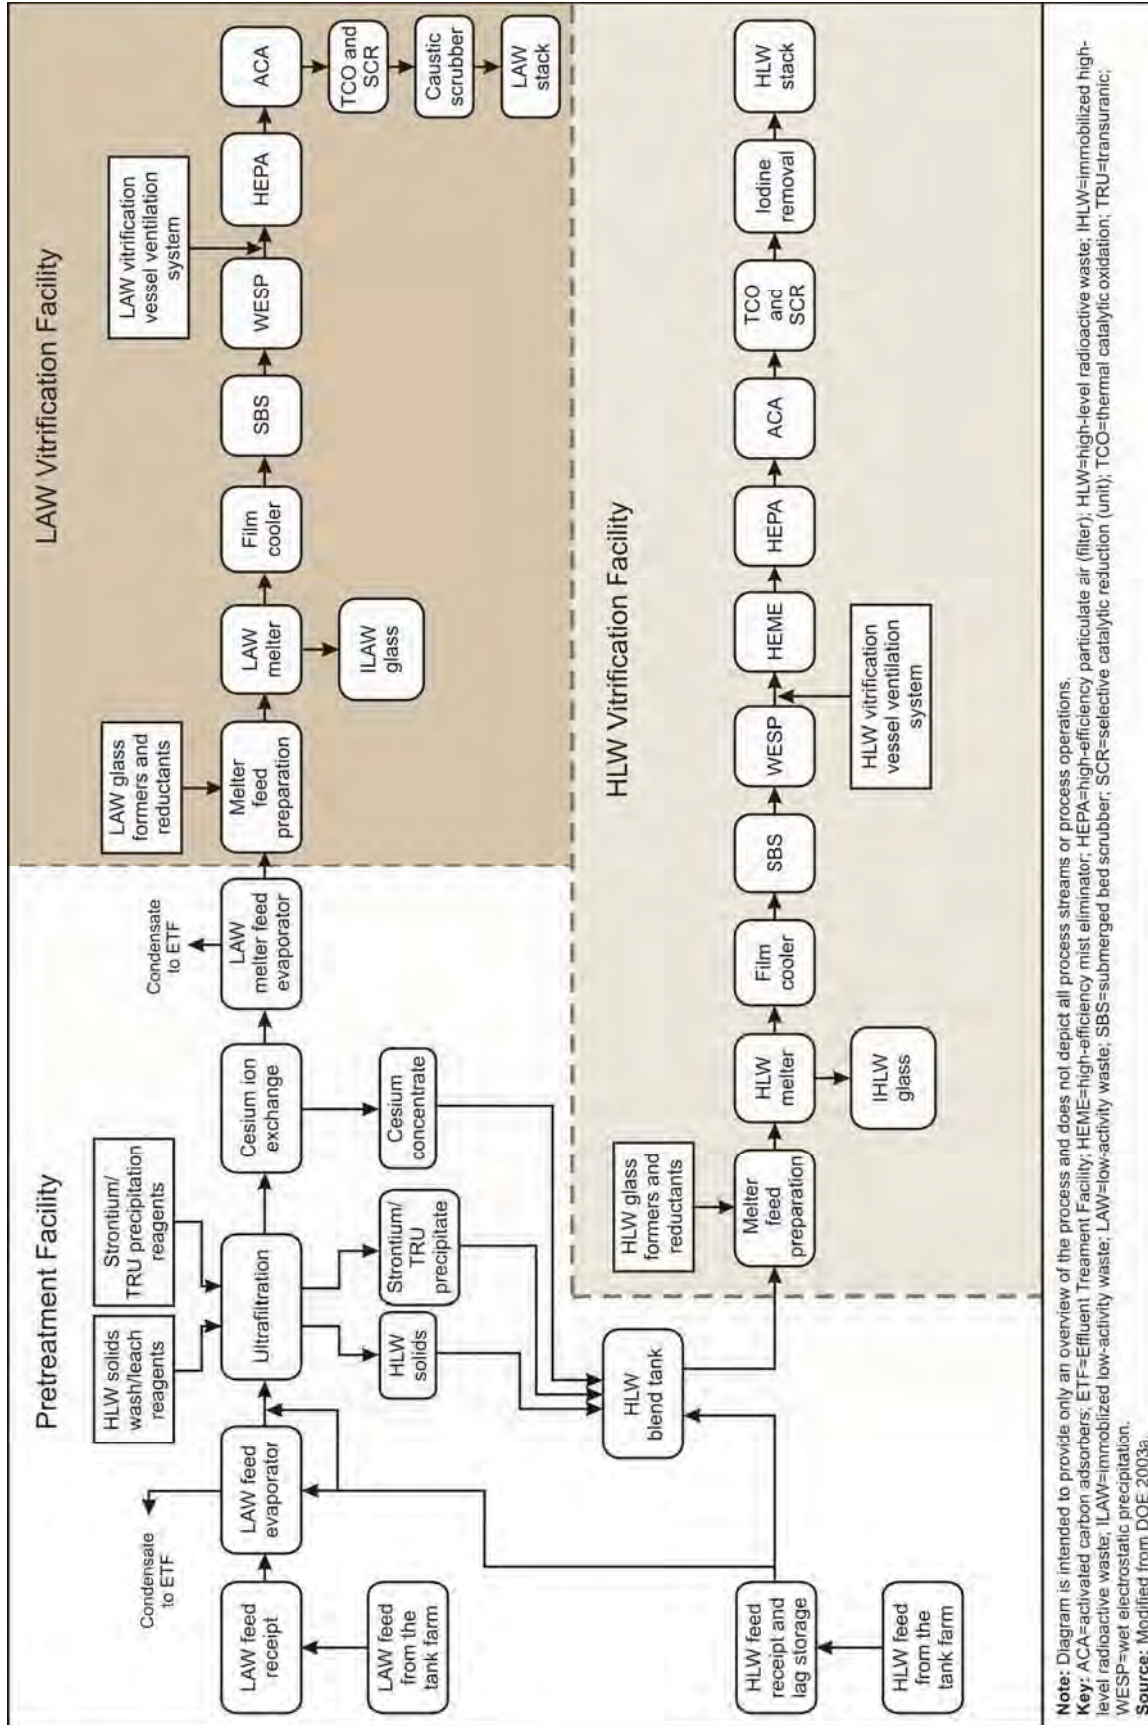 Pretreatment Facility
LAW Vitrification Facility
HLW Vitrification Facility
Condensate
to ETF
HLW solids
wash/leach
reagents
Strontium/
TRU precipitation
reagents
Condensate
to ETF
LAW feed
receipt
LAW feed
evaporator
Ultrafiltration
Cesium ion
exchange
LAW
melter feed
evaporator
LAW feed
from the
tank farm
HLW
solids
Strontium/
TRU
precipitate
Cesium
concentrate
HLW
blend tank
HLW feed
receipt and
lag storage
HLW feed
from the
tank farm
LAW glass
formers and
reductants
LAW vitrification
vessel ventilation
system
Melter
feed
preparation
LAW
melter
Film
cooler
SBS
WESP
HEPA
ACA
ILAW
glass
TCO and
SCR
Caustic
scrubber
LAW
stack
HLW glass
formers and
reductants
Melter
feed
preparation
HLW
melter
Film
cooler
SBS
WESP
HEME
HEPA
ACA
TCO
and
SCR
Iodine
removal
HLW
stack
IHLW
glass
HLW vitrification
vessel ventilation
system
Note: Diagram is intended to provide only an overview of the process and does not depict all process streams or process operations.
Key: ACA=activated carbon adsorbers; ETF=Effluent Treament Facility; HEME=high-efficiency mist eliminator; HEPA=high-efficiency particulate air (filter); HLW=high-level radioactive waste; IHLW=immobilized high-
level radioactive waste; ILAW=immoblized low-activity waste; LAW=low-activity waste; SBS=submerged bed scrubber; SCR=selective catalytic reduction (unit); TCO=thermal catalytic oxidation; TRU=transuranic;
WESP=wet electrostatic precipitation.
Source: Modified from DOE 2003a.